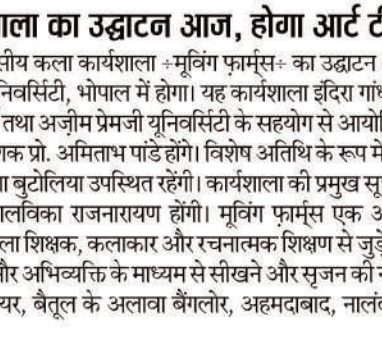 ाला का उद्घाटन आज, होगा आर्ट टी
सीय कला कार्यशाला ÷मूविंग फ़ार्म्स÷ का उद्घाटन
निवर्सिटी, भोपाल में होगा। यह कार्यशाला इंदिरा गांध
तथा अज़ीम प्रेमजी यूनिवर्सिटी के सहयोग से आयोि
शक प्रो. अमिताभ पांडे होंगे। विशेष अतिथि के रूप में
ा बुटोलिया उपस्थित रहेंगी। कार्यशाला की प्रमुख सू
ालविका राजनारायण होंगी। मूविंग फ़ार्म्स एक अ
ला शिक्षक, कलाकार और रचनात्मक शिक्षण से जुड़े
और अभिव्यक्ति के माध्यम से सीखने और सृजन की
यर, बैतूल के अलावा बैंगलोर, अहमदाबाद, नालंद